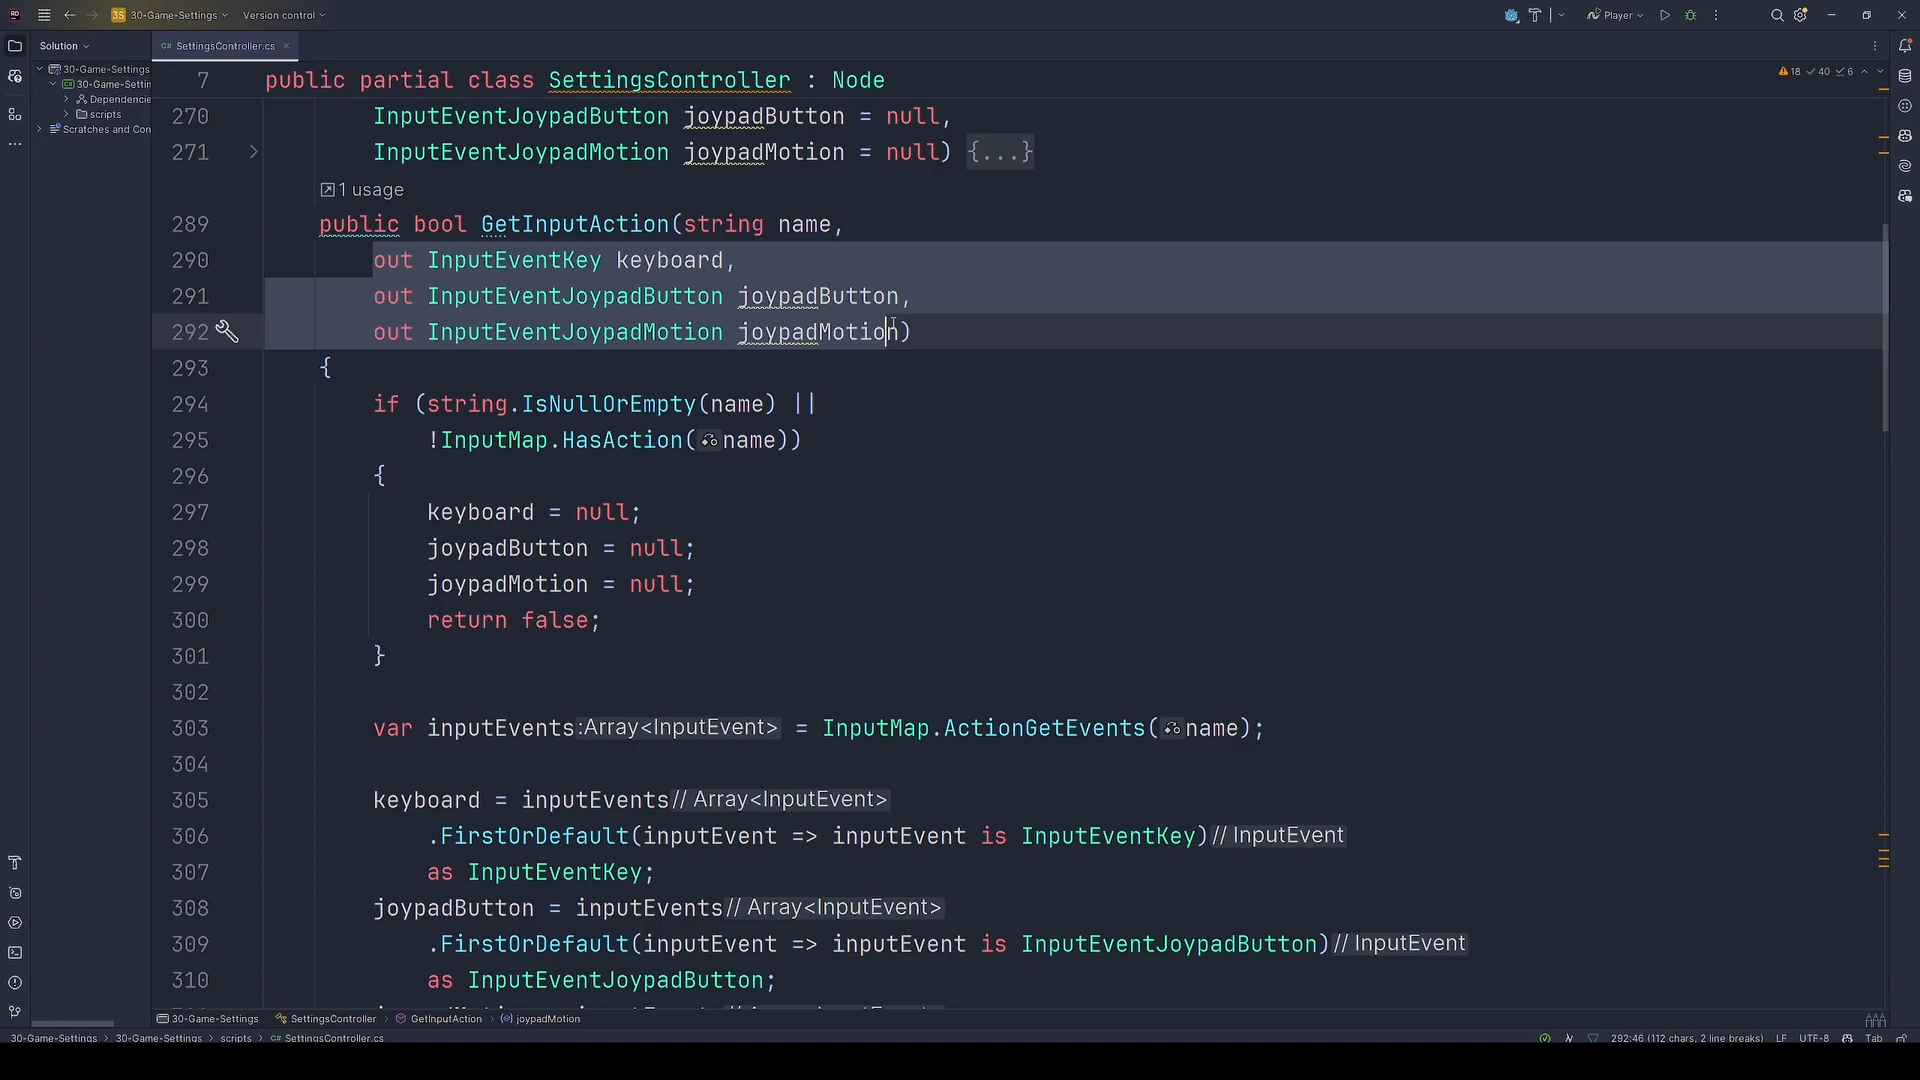 30-Game-Settings
Version control
Player
Solution
SettingsController.cs
30-Game-Settings
30-Game-Settin
Dependencie
scripts
Scratches and Con
18 40 6
7 public partial class SettingsController : Node
270 InputEventJoypadButton joypadButton = null,
271 InputEventJoypadMotion joypadMotion = null) {...}
1 usage
289 public bool GetInputAction(string name,
290 out InputEventKey keyboard,
291 out InputEventJoypadButton joypadButton,
292 out InputEventJoypadMotion joypadMotion)
293 {
294 if (string.IsNullOrEmpty(name) ||
295 !InputMap.HasAction(name))
296 {
297 keyboard = null;
298 joypadButton = null;
299 joypadMotion = null;
300 return false;
301 }
302
303 var inputEvents:Array<InputEvent> = InputMap.ActionGetEvents(name);
304
305 keyboard = inputEvents// Array<InputEvent>
306 .FirstOrDefault(inputEvent => inputEvent is InputEventKey)// InputEvent
307 as InputEventKey;
308 joypadButton = inputEvents// Array<InputEvent>
309 .FirstOrDefault(inputEvent => inputEvent is InputEventJoypadButton)// InputEvent
310 as InputEventJoypadButton;
30-Game-Settings SettingsController GetInputAction joypadMotion
30-Game-Settings 30-Game-Settings scripts SettingsController.cs 292:46 (112 chars, 2 line breaks) LF UTF-8 Tab